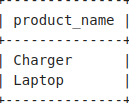 +--------------+
| product_name |
+--------------+
| Charger      |
| Laptop       |
+--------------+